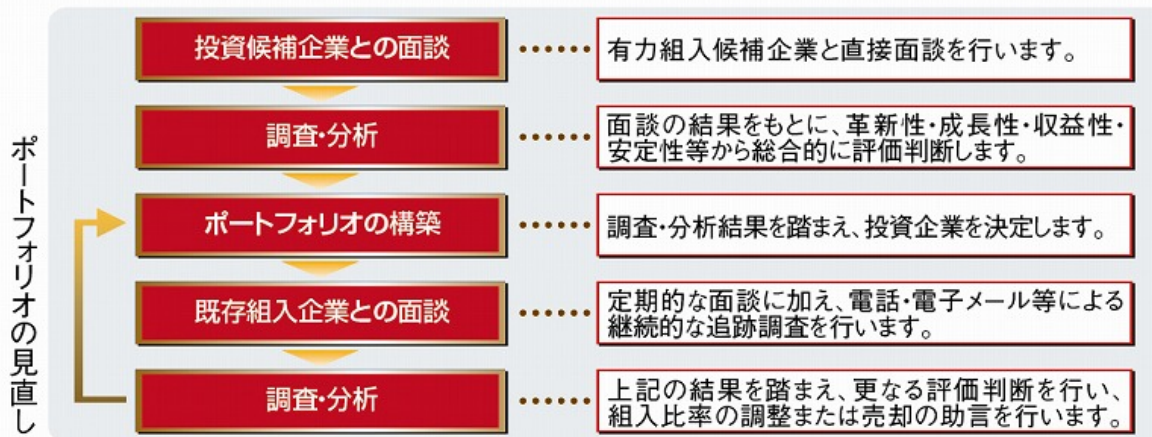 投資候補企業との面談
有力組入候補企業と直接面談を行います。
調査・分析
面談の結果をもとに、革新性・成長性・収益性・
安定性等から総合的に評価判断します。
ポートフォリオの構築
調査・分析結果を踏まえ、投資企業を決定します。
既存組入企業との面談
定期的な面談に加え、電話・電子メール等による
継続的な追跡調査を行います。
調査・分析
上記の結果を踏まえ、更なる評価判断を行い、
組入比率の調整または売却の助言を行います。
ポートフォリオの見直し